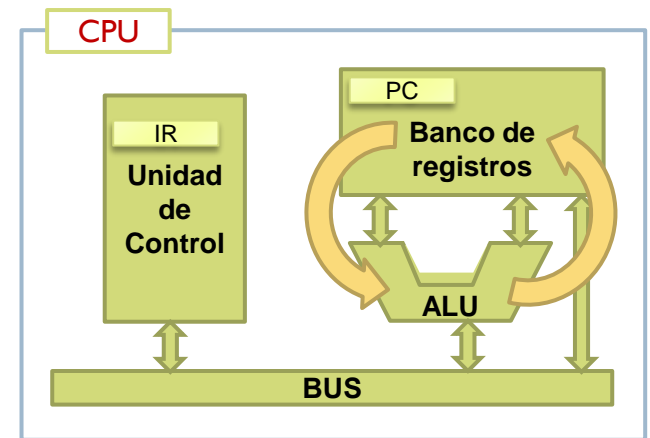 CPU
PC
IR
Banco de
registros
Unidad
de
Control
ALU
BUS